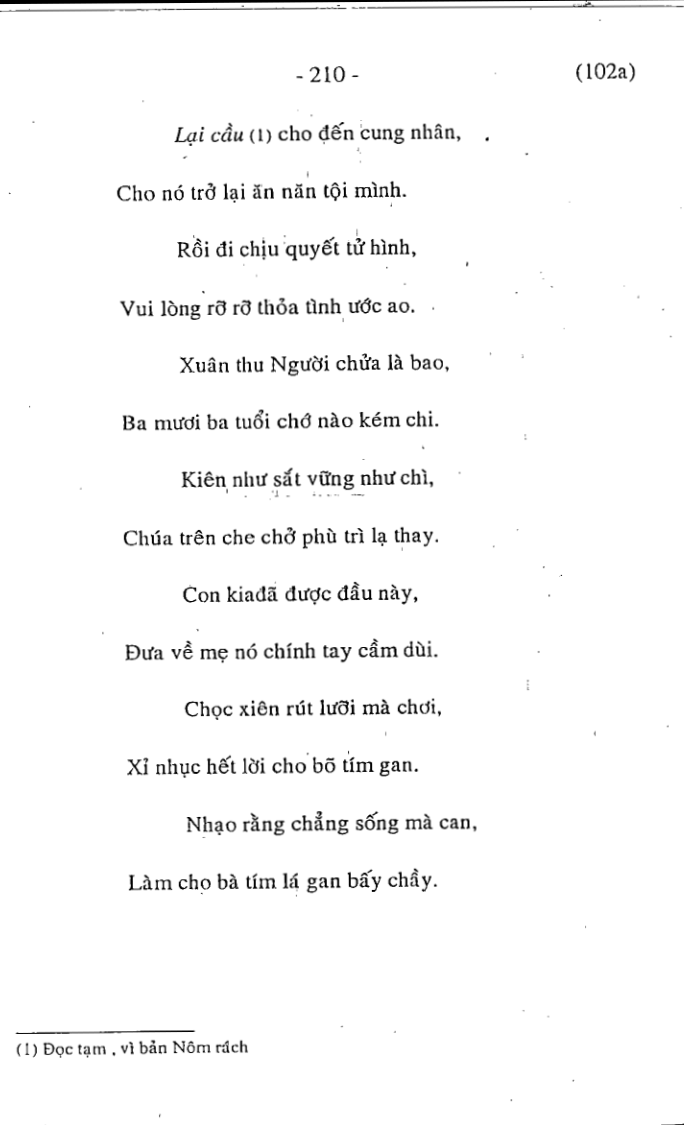 - 210 - (102a)
Lại cầu (1) cho đến cung nhân,
Cho nó trở lại ăn năn tội mình.
Rồi đi chịu quyết tử hình,
Vui lòng rỡ rỡ thỏa tình ước ao.
Xuân thu Người chửa là bao,
Ba mươi ba tuổi chớ nào kém chi.
Kiên như sắt vững như chì,
Chúa trên che chở phù trì lạ thay.
Con kiađã được đầu này,
Đưa về mẹ nó chính tay cầm dùi.
Chọc xiên rút lưỡi mà chơi,
Xỉ nhục hết lời cho bõ tím gan.
Nhạo rằng chẳng sống mà can,
Làm cho bà tím lá gan bấy chầy.
(1) Đọc tạm , vì bản Nôm rách